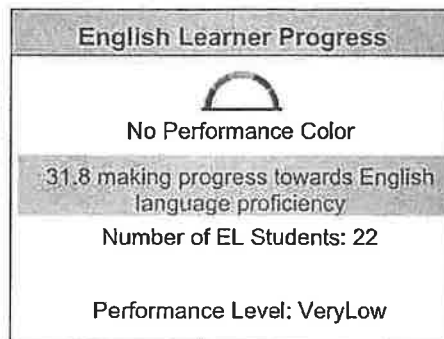 English Learner Progress
No Performance Color
31.8 making progress towards English
language proficiency
Number of EL Students: 22
Performance Level: VeryLow